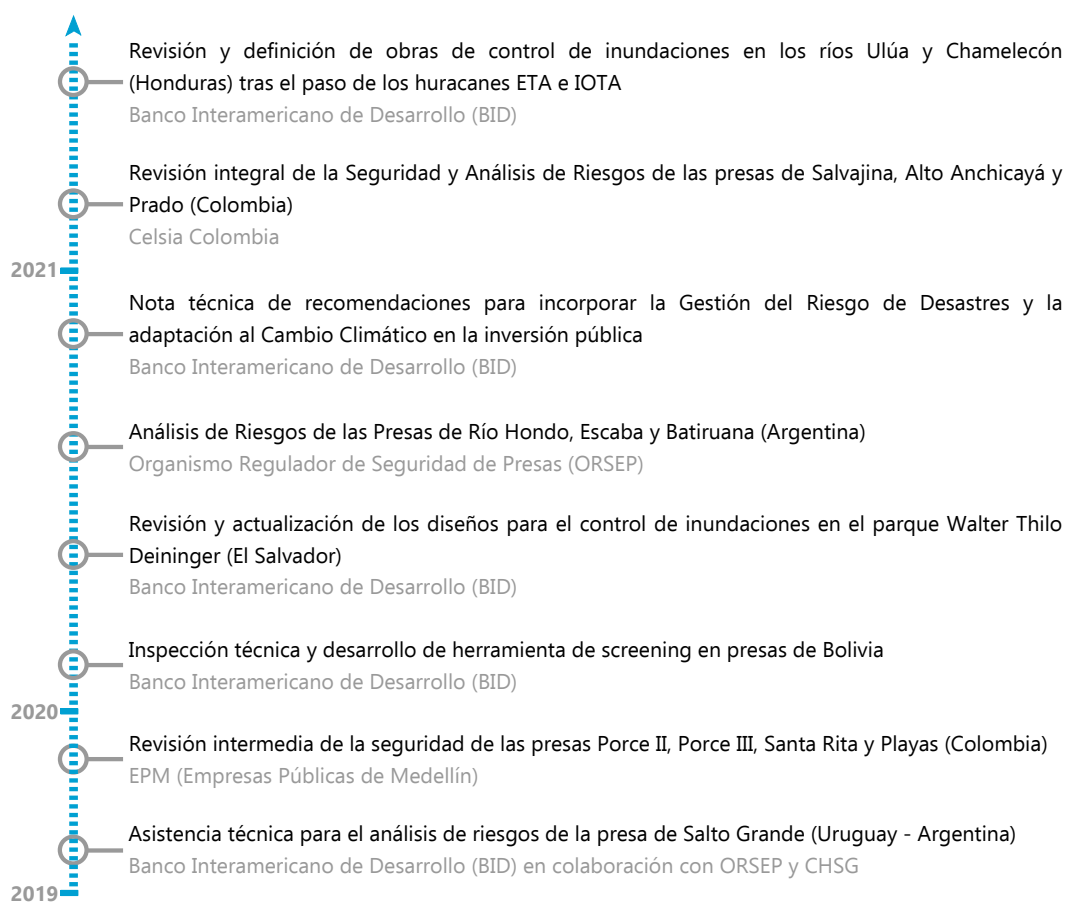 Revisión y definición de obras de control de inundaciones en los ríos Ulúa y Chamelecón
(Honduras) tras el paso de los huracanes ETA e IOTA
Banco Interamericano de Desarrollo (BID)
Revisión integral de la Seguridad y Análisis de Riesgos de las presas de Salvajina, Alto Anchicayá y
Prado (Colombia)
Celsia Colombia
2021
Nota técnica de recomendaciones para incorporar la Gestión del Riesgo de Desastres y la
adaptación al Cambio Climático en la inversión pública
Banco Interamericano de Desarrollo (BID)
Análisis de Riesgos de las Presas de Río Hondo, Escaba y Batiruana (Argentina)
Organismo Regulador de Seguridad de Presas (ORSEP)
Revisión y actualización de los diseños para el control de inundaciones en el parque Walter Thilo
Deininger (El Salvador)
Banco Interamericano de Desarrollo (BID)
Inspección técnica y desarrollo de herramienta de screening en presas de Bolivia
Banco Interamericano de Desarrollo (BID)
2020
Revisión intermedia de la seguridad de las presas Porce II, Porce III, Santa Rita y Playas (Colombia)
EPM (Empresas Públicas de Medellín)
Asistencia técnica para el análisis de riesgos de la presa de Salto Grande (Uruguay - Argentina)
Banco Interamericano de Desarrollo (BID) en colaboración con ORSEP y CHSG
2019